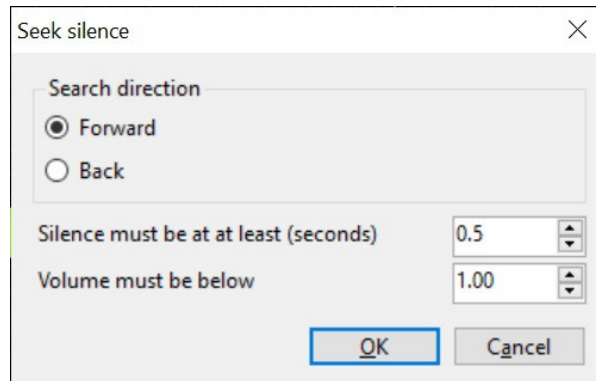 Seek silence
Search direction
Forward
Back
Silence must be at at least (seconds) 0.5
Volume must be below 1.00
OK Cancel